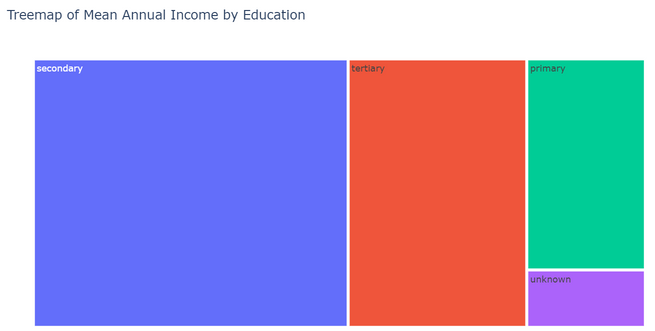 Treemap of Mean Annual Income by Education
secondary
tertiary
primary
unknown